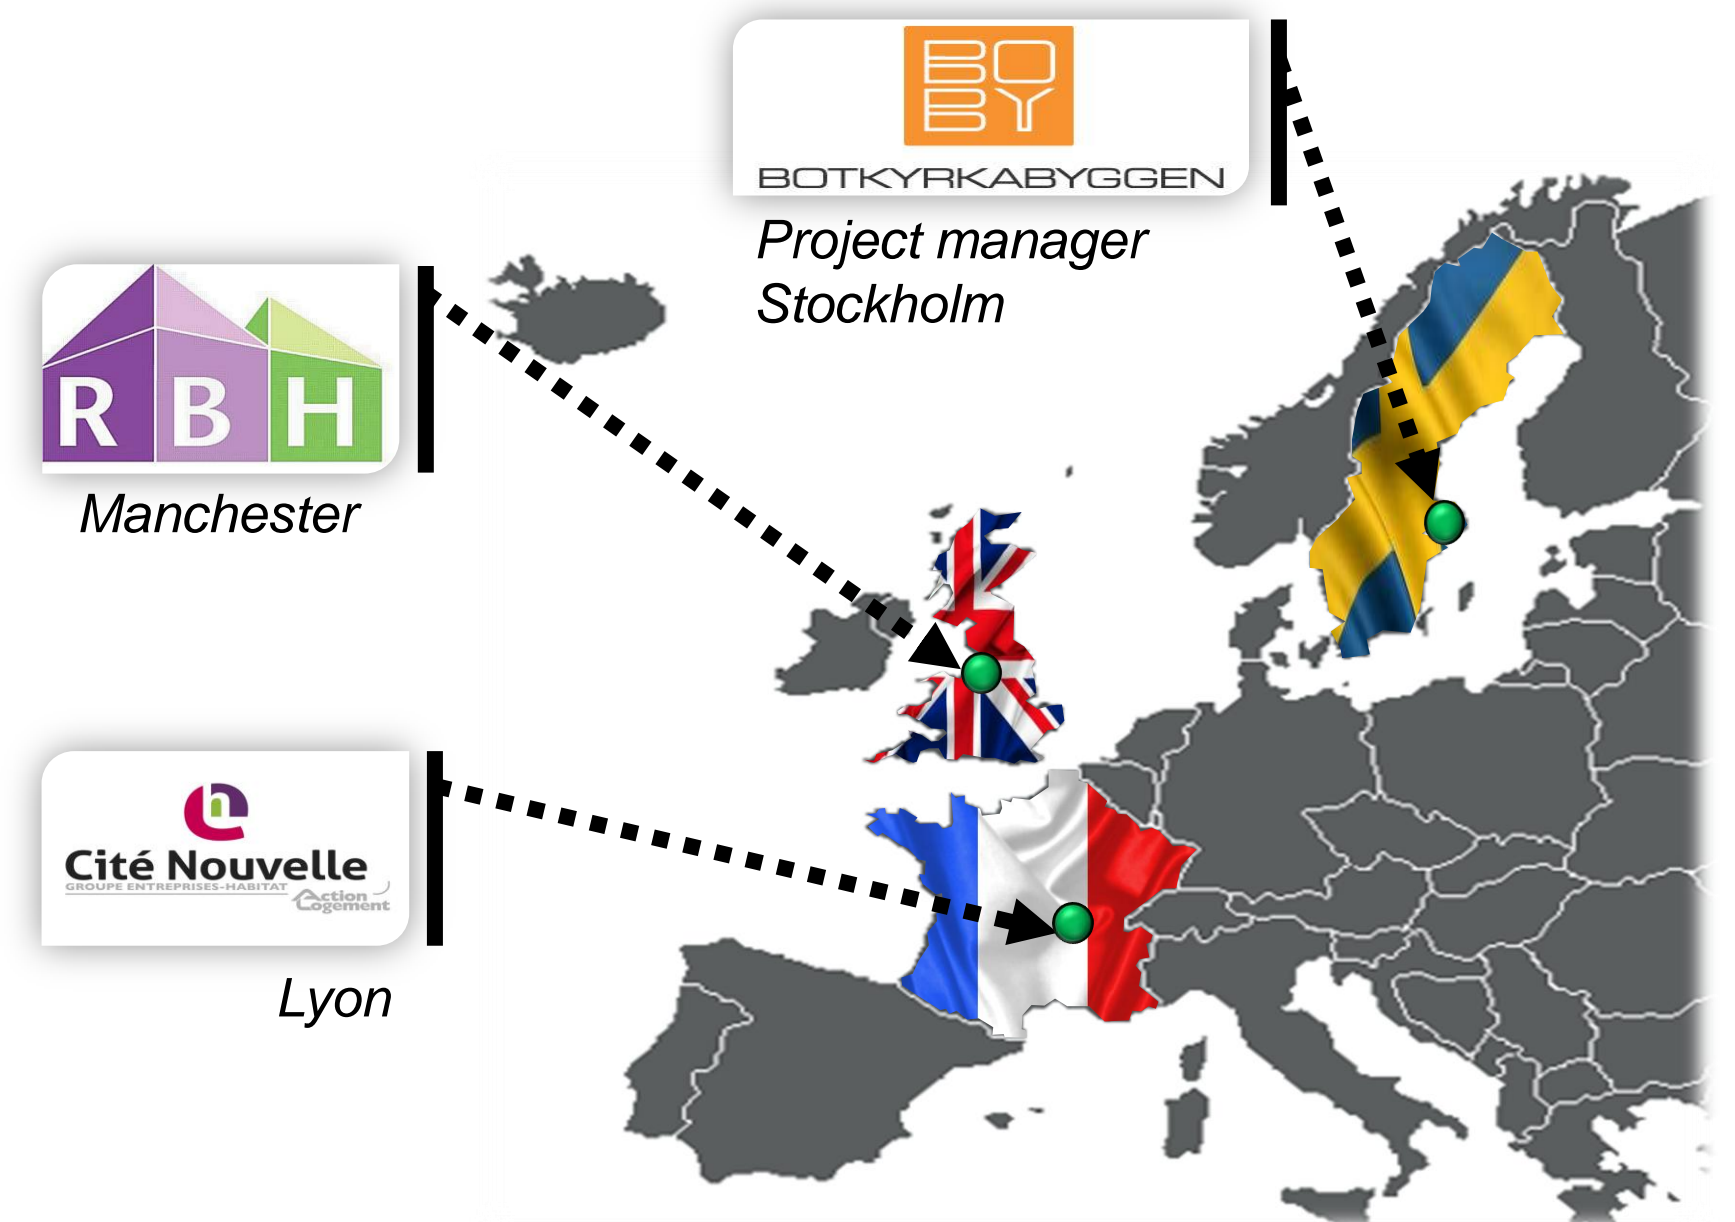 BO
BY
BOTKYRKABYGGEN
Project manager
Stockholm
RBH
Manchester
Cité Nouvelle
GROUPE ENTREPRISES-HABITAT
Action
Logement
Lyon